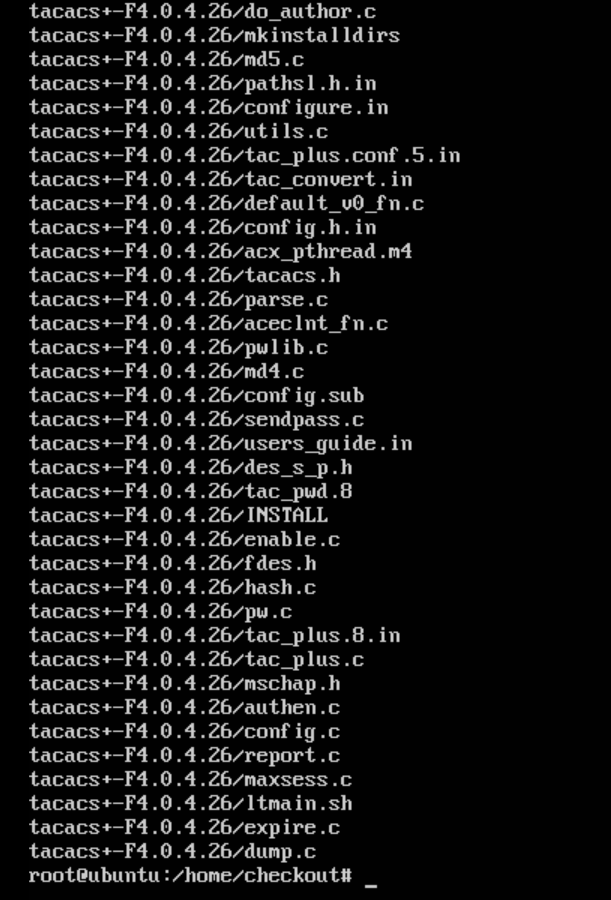 tacacs+-F4.0.4.26/do_author.c
tacacs+-F4.0.4.26/mkinstalldirs
tacacs+-F4.0.4.26/md5.c
tacacs+-F4.0.4.26/pathsl.h.in
tacacs+-F4.0.4.26/configure.in
tacacs+-F4.0.4.26/utils.c
tacacs+-F4.0.4.26/tac_plus.conf.5.in
tacacs+-F4.0.4.26/tac_convert.in
tacacs+-F4.0.4.26/default_v0_fn.c
tacacs+-F4.0.4.26/config.h.in
tacacs+-F4.0.4.26/acx_pthread.m4
tacacs+-F4.0.4.26/tacacs.h
tacacs+-F4.0.4.26/parse.c
tacacs+-F4.0.4.26/aceclnt_fn.c
tacacs+-F4.0.4.26/pwlib.c
tacacs+-F4.0.4.26/md4.c
tacacs+-F4.0.4.26/config.sub
tacacs+-F4.0.4.26/sendpass.c
tacacs+-F4.0.4.26/users_guide.in
tacacs+-F4.0.4.26/des_s_p.h
tacacs+-F4.0.4.26/tac_pwd.8
tacacs+-F4.0.4.26/INSTALL
tacacs+-F4.0.4.26/enable.c
tacacs+-F4.0.4.26/fdes.h
tacacs+-F4.0.4.26/hash.c
tacacs+-F4.0.4.26/pw.c
tacacs+-F4.0.4.26/tac_plus.8.in
tacacs+-F4.0.4.26/tac_plus.c
tacacs+-F4.0.4.26/mschap.h
tacacs+-F4.0.4.26/authen.c
tacacs+-F4.0.4.26/config.c
tacacs+-F4.0.4.26/report.c
tacacs+-F4.0.4.26/maxsess.c
tacacs+-F4.0.4.26/ltmain.sh
tacacs+-F4.0.4.26/expire.c
tacacs+-F4.0.4.26/dump.c
root@ubuntu:/home/checkout# _